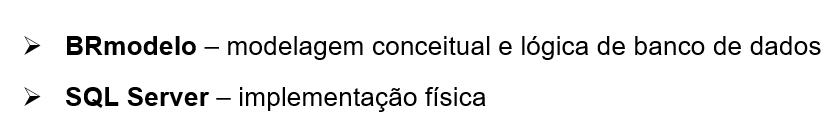 ➢ BRmodelo – modelagem conceitual e lógica de banco de dados
➢ SQL Server – implementação física